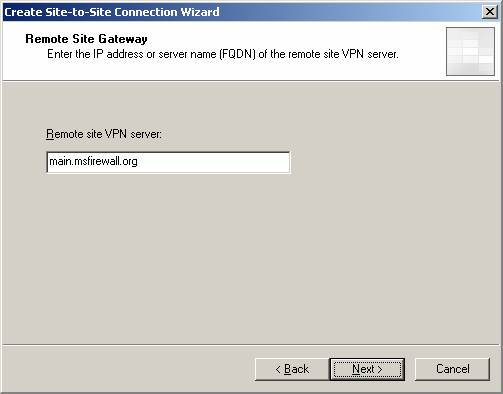 Create Site-to-Site Connection Wizard
Remote Site Gateway
Enter the IP address or server name (FQDN) of the remote site VPN server.
Remote site VPN server:
main.msfirewall.org
< Back
Next >
Cancel